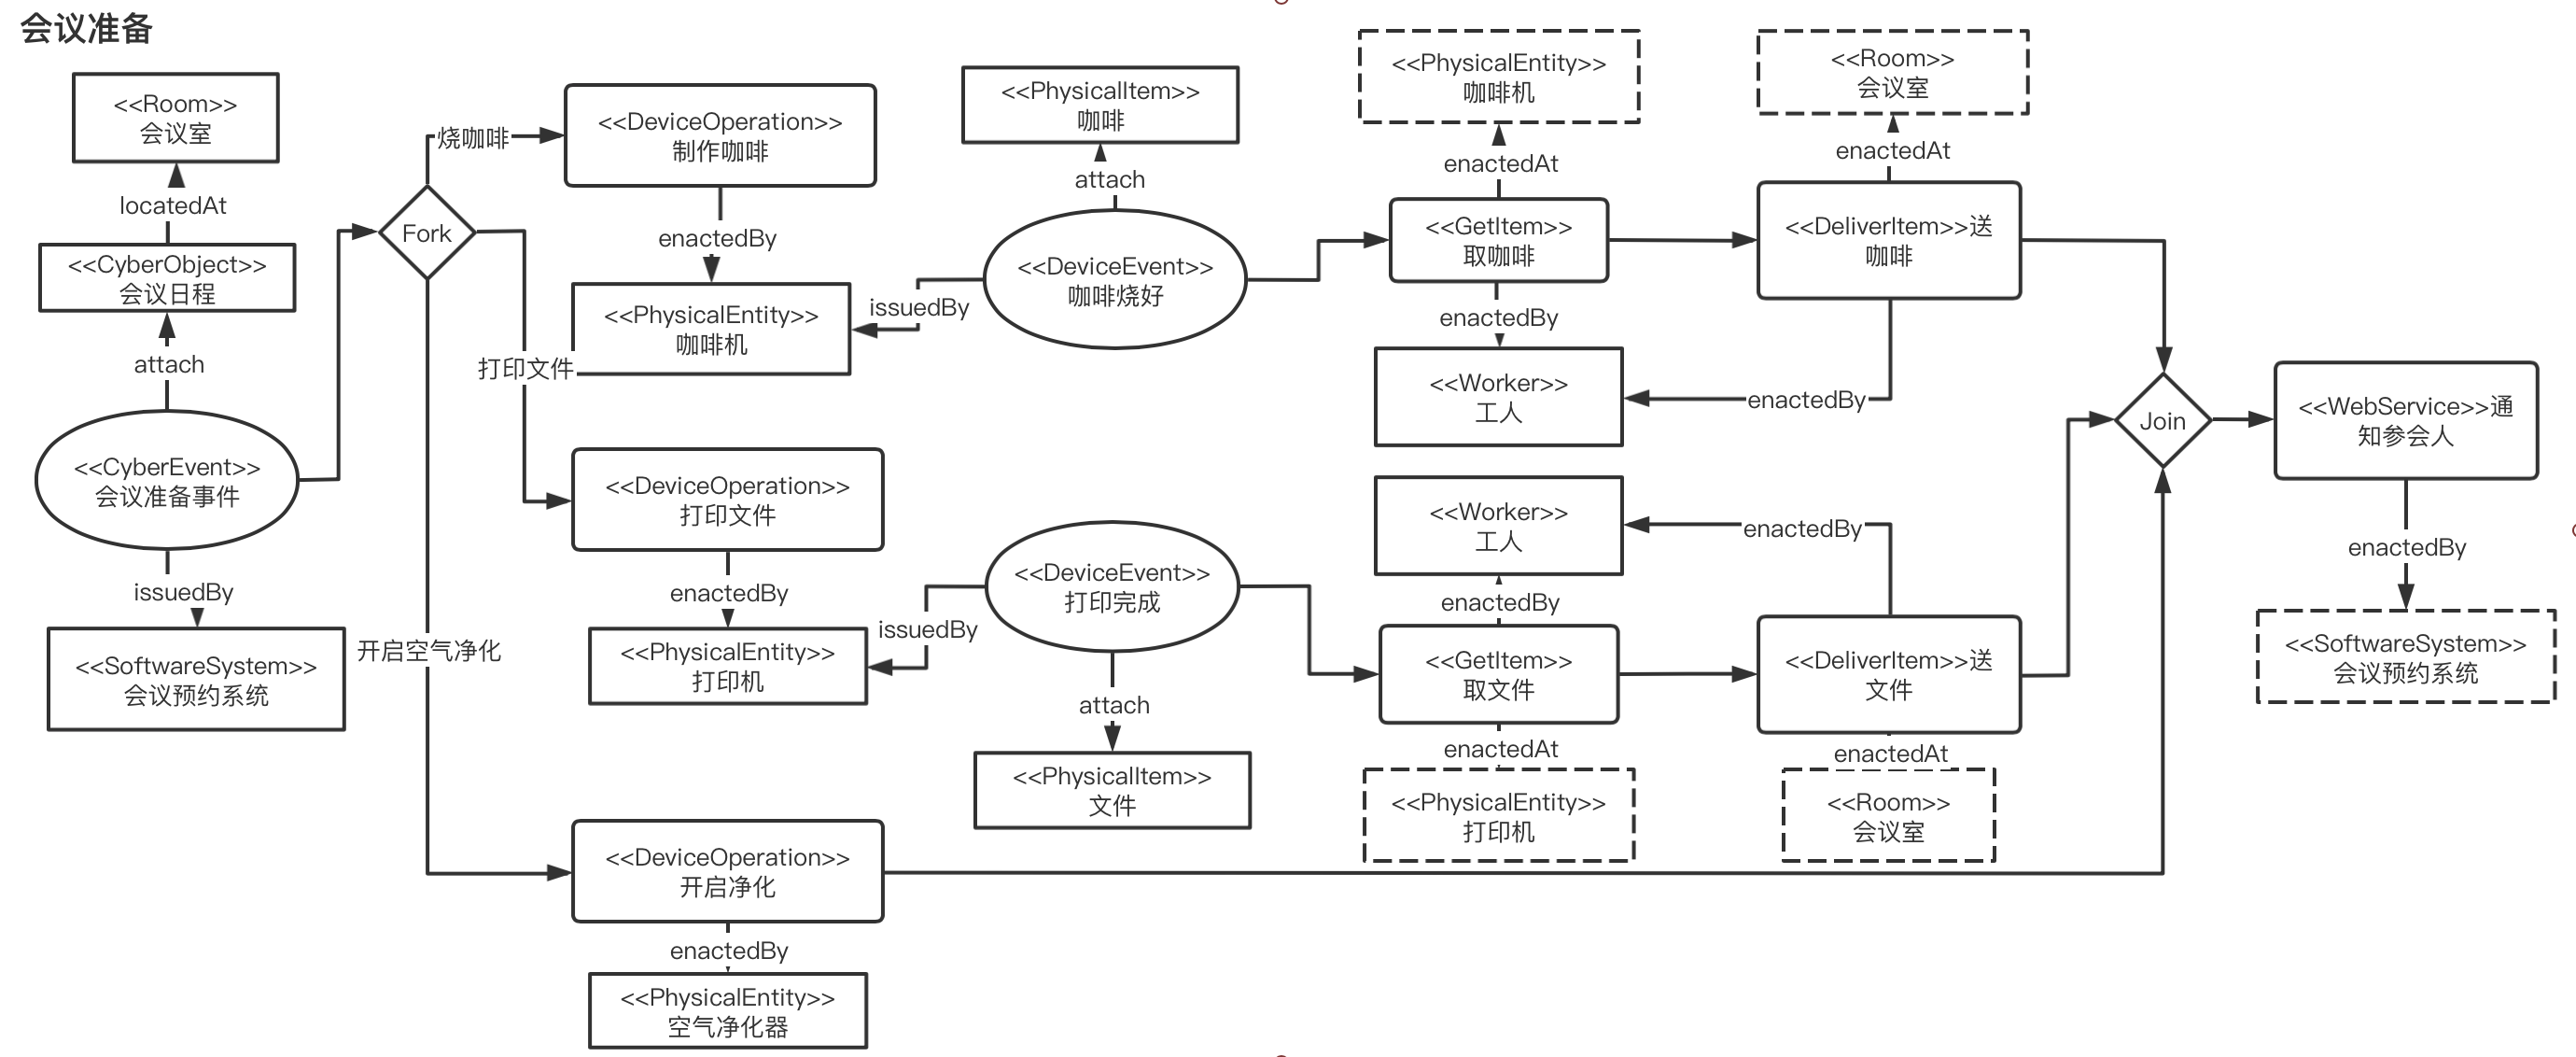 会议准备
<<Room>>
会议室
locatedAt
<<CyberObject>>
会议日程
attach
<<CyberEvent>>
会议准备事件
issuedBy
<<SoftwareSystem>>
会议预约系统
Fork
烧咖啡
打印文件
开启空气净化
<<DeviceOperation>>
制作咖啡
enactedBy
<<PhysicalEntity>>
咖啡机
issuedBy
<<PhysicalItem>>
咖啡
attach
<<DeviceEvent>>
咖啡烧好
<<PhysicalEntity>>
咖啡机
enactedAt
<<GetItem>>
取咖啡
enactedBy
<<Worker>>
工人
<<Room>>
会议室
enactedAt
<<DeliverItem>>送
咖啡
enactedBy
<<DeviceOperation>>
打印文件
enactedBy
<<PhysicalEntity>>
打印机
issuedBy
<<DeviceEvent>>
打印完成
attach
<<PhysicalItem>>
文件
<<Worker>>
工人
enactedBy
<<GetItem>>
取文件
enactedAt
<<PhysicalEntity>>
打印机
enactedBy
<<DeliverItem>>送
文件
enactedAt
<<Room>>
会议室
<<DeviceOperation>>
开启净化
enactedBy
<<PhysicalEntity>>
空气净化器
Join
<<WebService>>通
知参会人
enactedBy
<<SoftwareSystem>>
会议预约系统